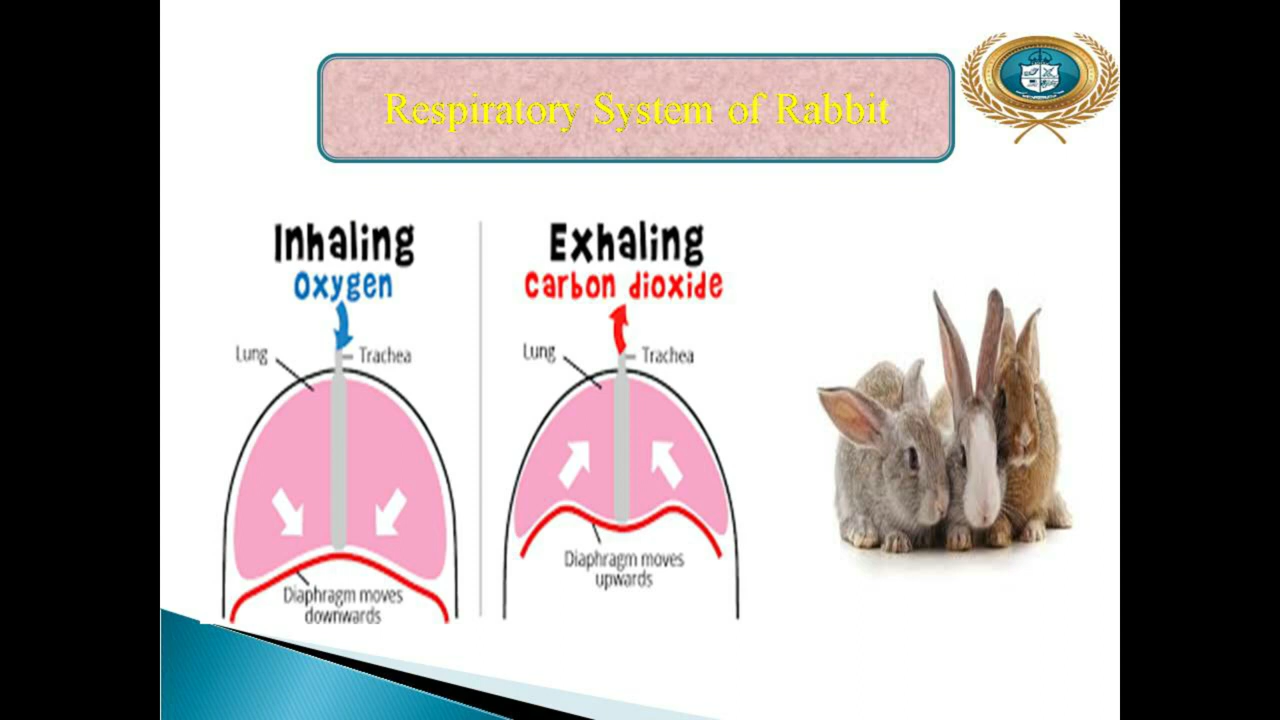 Respiratory System of Rabbit
Inhaling
Oxygen
Lung
Trachea
Diaphragm moves
downwards
Exhaling
Carbon dioxide
Lung
Trachea
Diaphragm moves
upwards